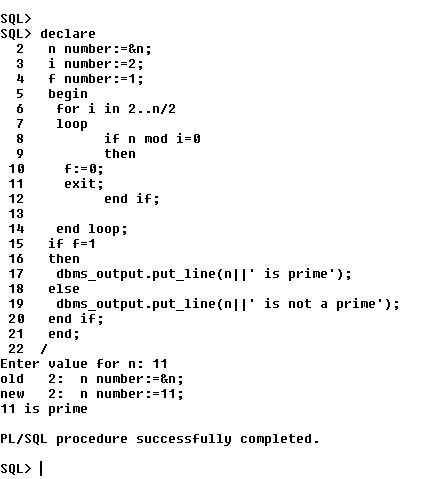 SQL>
SQL> declare
  2   n number:=&n;
  3   i number:=2;
  4   f number:=1;
  5   begin
  6    for i in 2..n/2
  7    loop
  8          if n mod i=0
  9          then
 10     f:=0;
 11     exit;
 12          end if;
 13
 14    end loop;
 15   if f=1
 16   then
 17    dbms_output.put_line(n||' is prime');
 18   else
 19    dbms_output.put_line(n||' is not a prime');
 20   end if;
 21   end;
 22  /
Enter value for n: 11
old   2:  n number:=&n;
new   2:  n number:=11;
11 is prime
PL/SQL procedure successfully completed.
SQL>